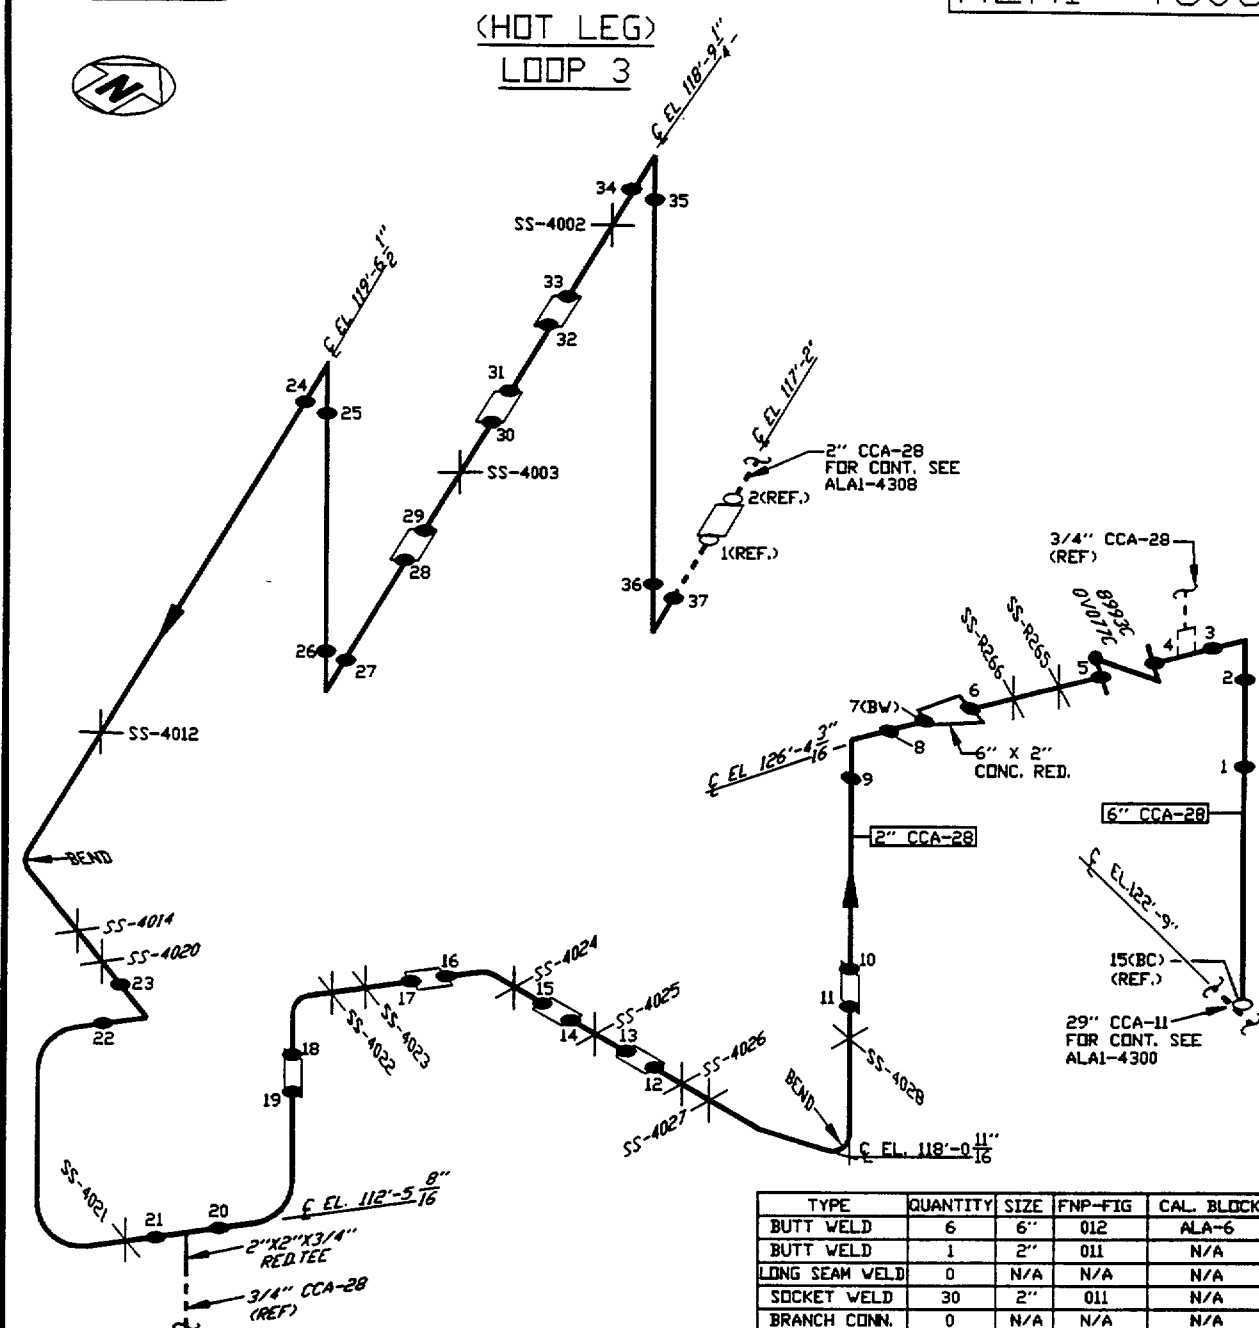 (HOT LEG)
LOOP 3
N
℄ EL 118'-9 1/4"
34
35
SS-4002
℄ EL 119'-6 1/2"
33
32
31
30
24
25
SS-4003
℄ EL 117'-2"
2" CCA-28
FOR CONT. SEE
ALA1-4308
2(REF.)
1(REF.)
29
28
3/4" CCA-28
(REF)
36
37
26
27
SS-R266
SS-R265
8993C
QV077C
4
3
5
2
6
7(BW)
8
6" X 2"
CONC. RED.
SS-4012
℄ EL 126'-4 3/16"
9
1
6" CCA-28
2" CCA-28
BEND
℄ EL.122'-9"
SS-4014
SS-4020
23
22
16
17
SS-4024
15
14
SS-4025
13
12
SS-4026
SS-4027
10
11
SS-4028
15(BC)
(REF.)
29" CCA-11
FOR CONT. SEE
ALA1-4300
SS-4022
SS-4023
18
19
BEND
℄ EL. 118'-0 11/16"
SS-4021
℄ EL. 112'-5 8/16"
21
20
2"X2"X3/4"
RED.TEE
3/4" CCA-28
(REF)
TYPE QUANTITY SIZE FNP-FIG CAL. BLOCK
BUTT WELD 6 6" 012 ALA-6
BUTT WELD 1 2" 011 N/A
LONG SEAM WELD 0 N/A N/A N/A
SOCKET WELD 30 2" 011 N/A
BRANCH CONN. 0 N/A N/A N/A